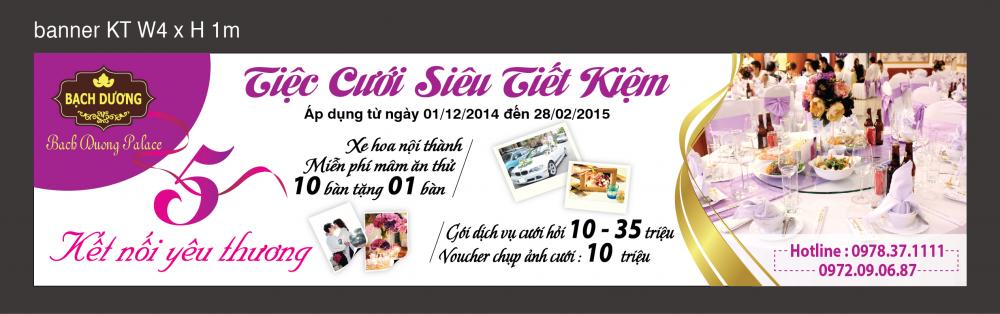 banner KT W4 x H 1m
BẠCH DƯƠNG
Bach Duong Palace
Tiệc Cưới Siêu Tiết Kiệm
Áp dụng từ ngày 01/12/2014 đến 28/02/2015
Xe hoa nội thành
Miễn phí mâm ăn thử
10 bàn tặng 01 bàn
5
Kết nối yêu thương
Gói dịch vụ cưới hỏi 10 - 35 triệu
Voucher chụp ảnh cưới : 10 triệu
Hotline : 0978.37.1111
0972.09.06.87